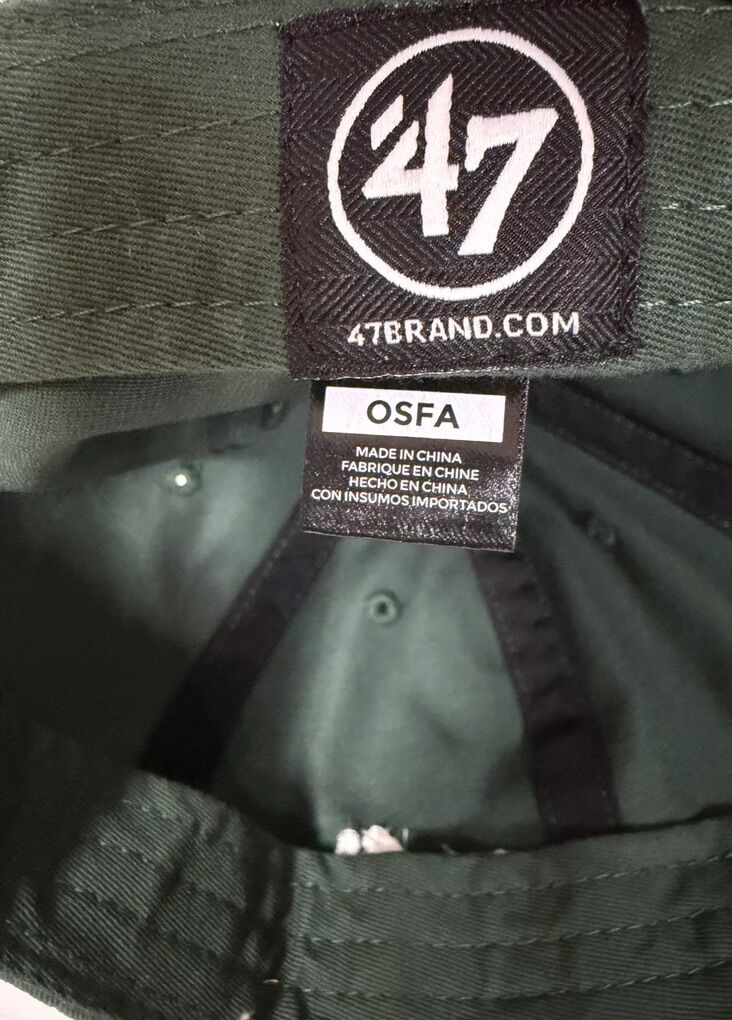 '47
47BRAND.COM
OSFA
MADE IN CHINA
FABRIQUE EN CHINE
HECHO EN CHINA
CON INSUMOS IMPORTADOS